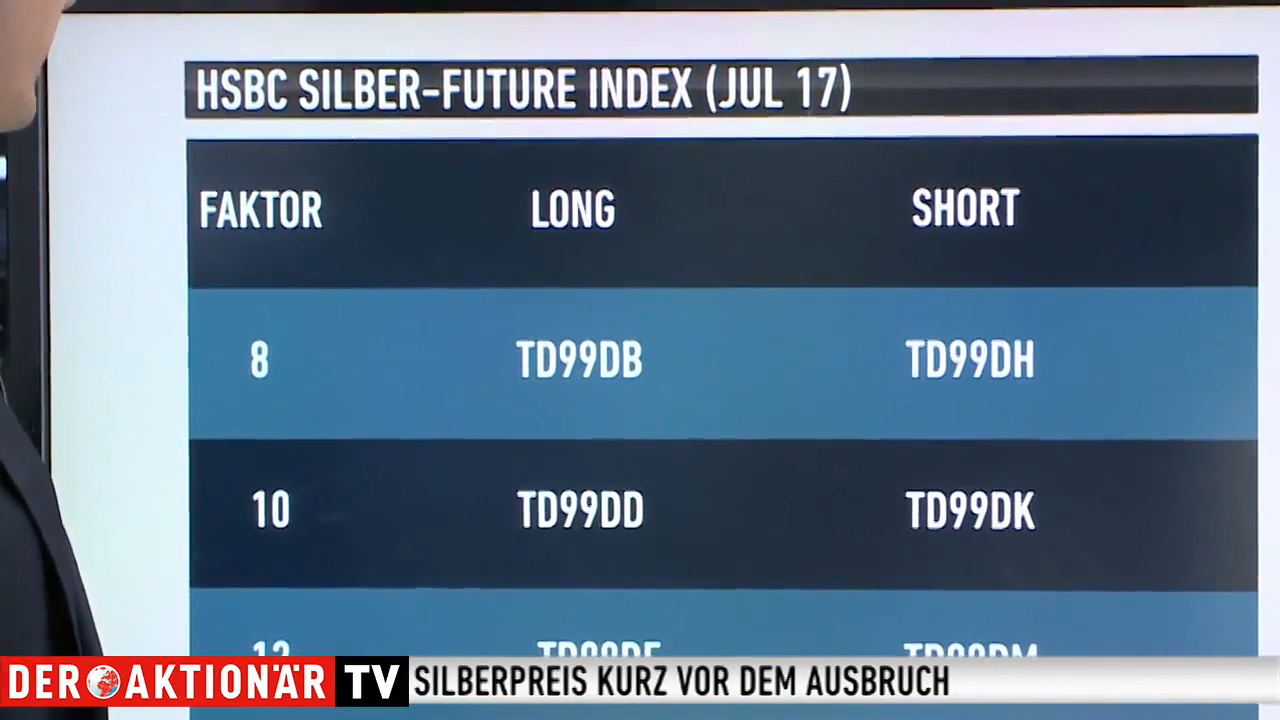 HSBC SILBER-FUTURE INDEX (JUL 17)
FAKTOR LONG SHORT
8 TD99DB TD99DH
10 TD99DD TD99DK
DER AKTIONÄR TV SILBERPREIS KURZ VOR DEM AUSBRUCH